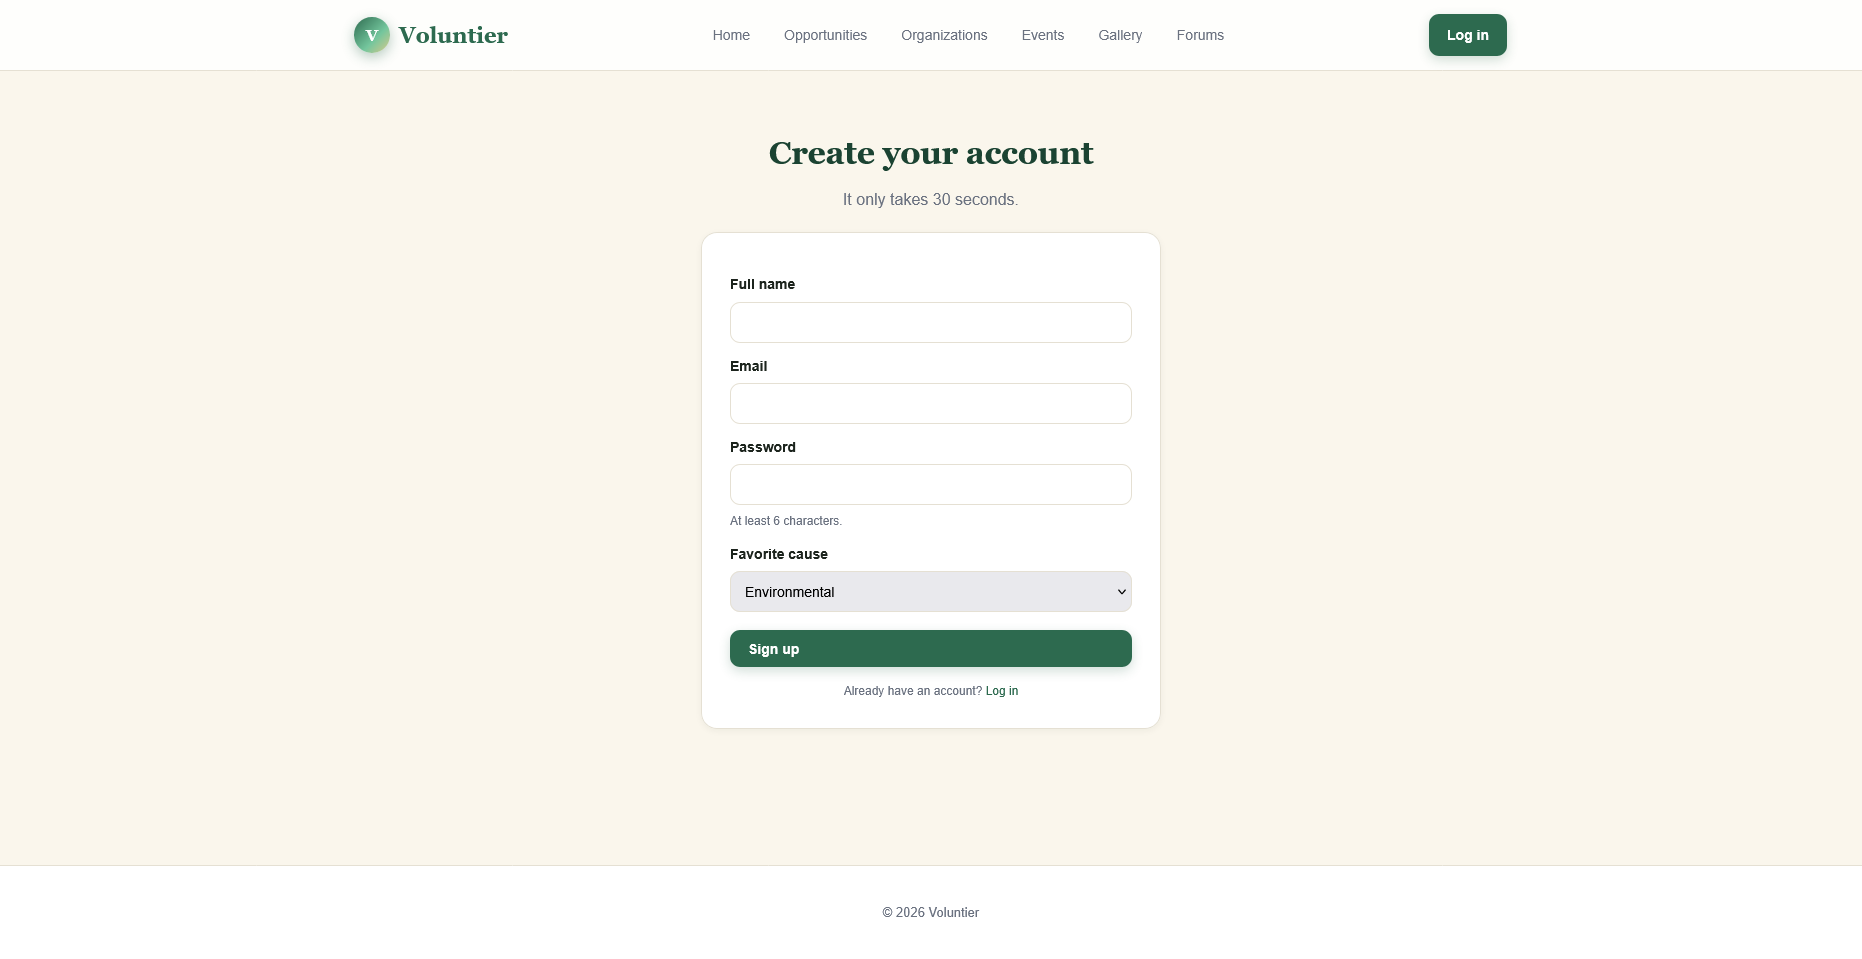 V Voluntier
Home Opportunities Organizations Events Gallery Forums
Log in
Create your account
It only takes 30 seconds.
Full name
Email
Password
At least 6 characters.
Favorite cause
Environmental
Sign up
Already have an account? Log in
© 2026 Voluntier